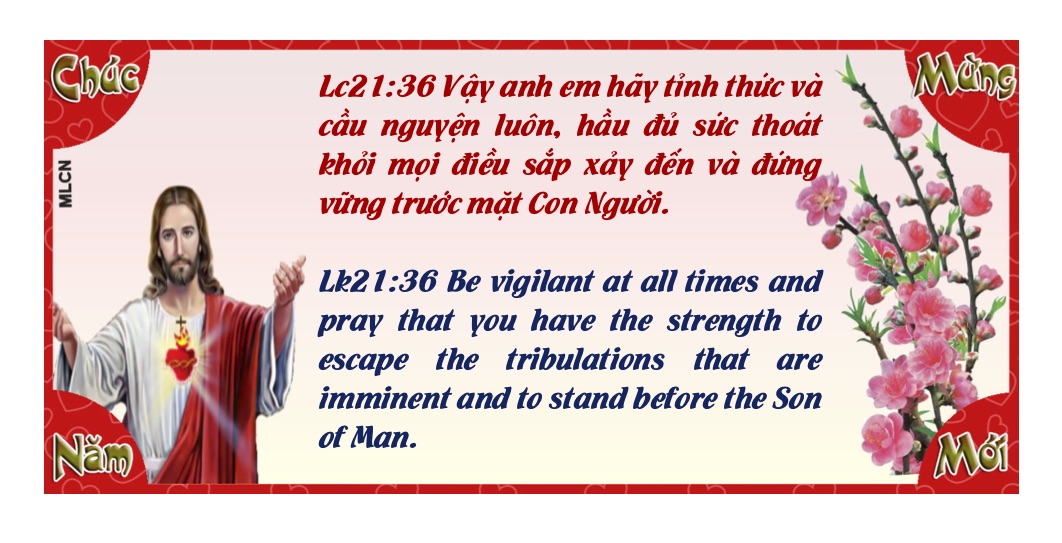 Chúc
Mừng
MLCN
Lc21:36 Vậy anh em hãy tỉnh thức và
cầu nguyện luôn, hầu đủ sức thoát
khỏi mọi điều sắp xảy đến và đứng
vững trước mặt Con Người.
Lk21:36 Be vigilant at all times and
pray that you have the strength to
escape the tribulations that are
imminent and to stand before the Son
of Man.
Năm
Mới